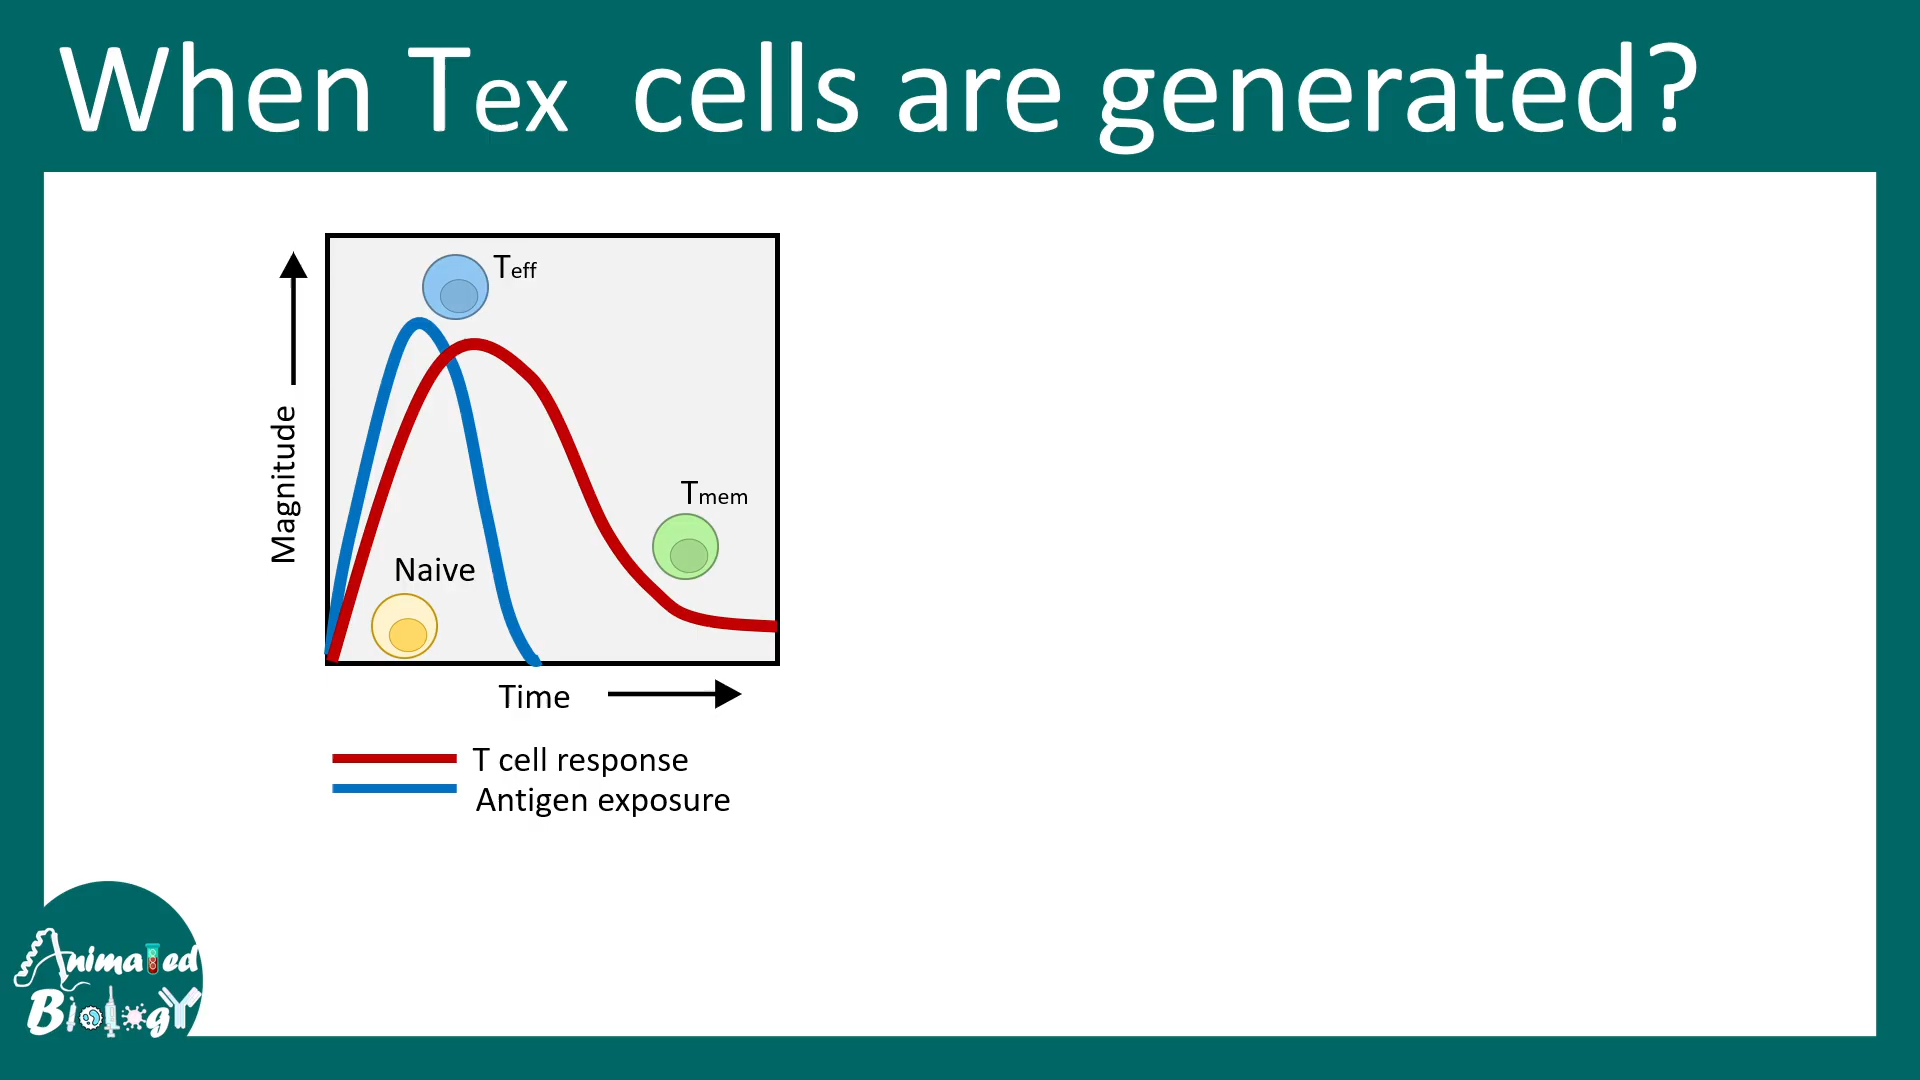 When Tex cells are generated?
Teff
Tmem
Naive
Magnitude
Time
T cell response
Antigen exposure
Animated
Biology